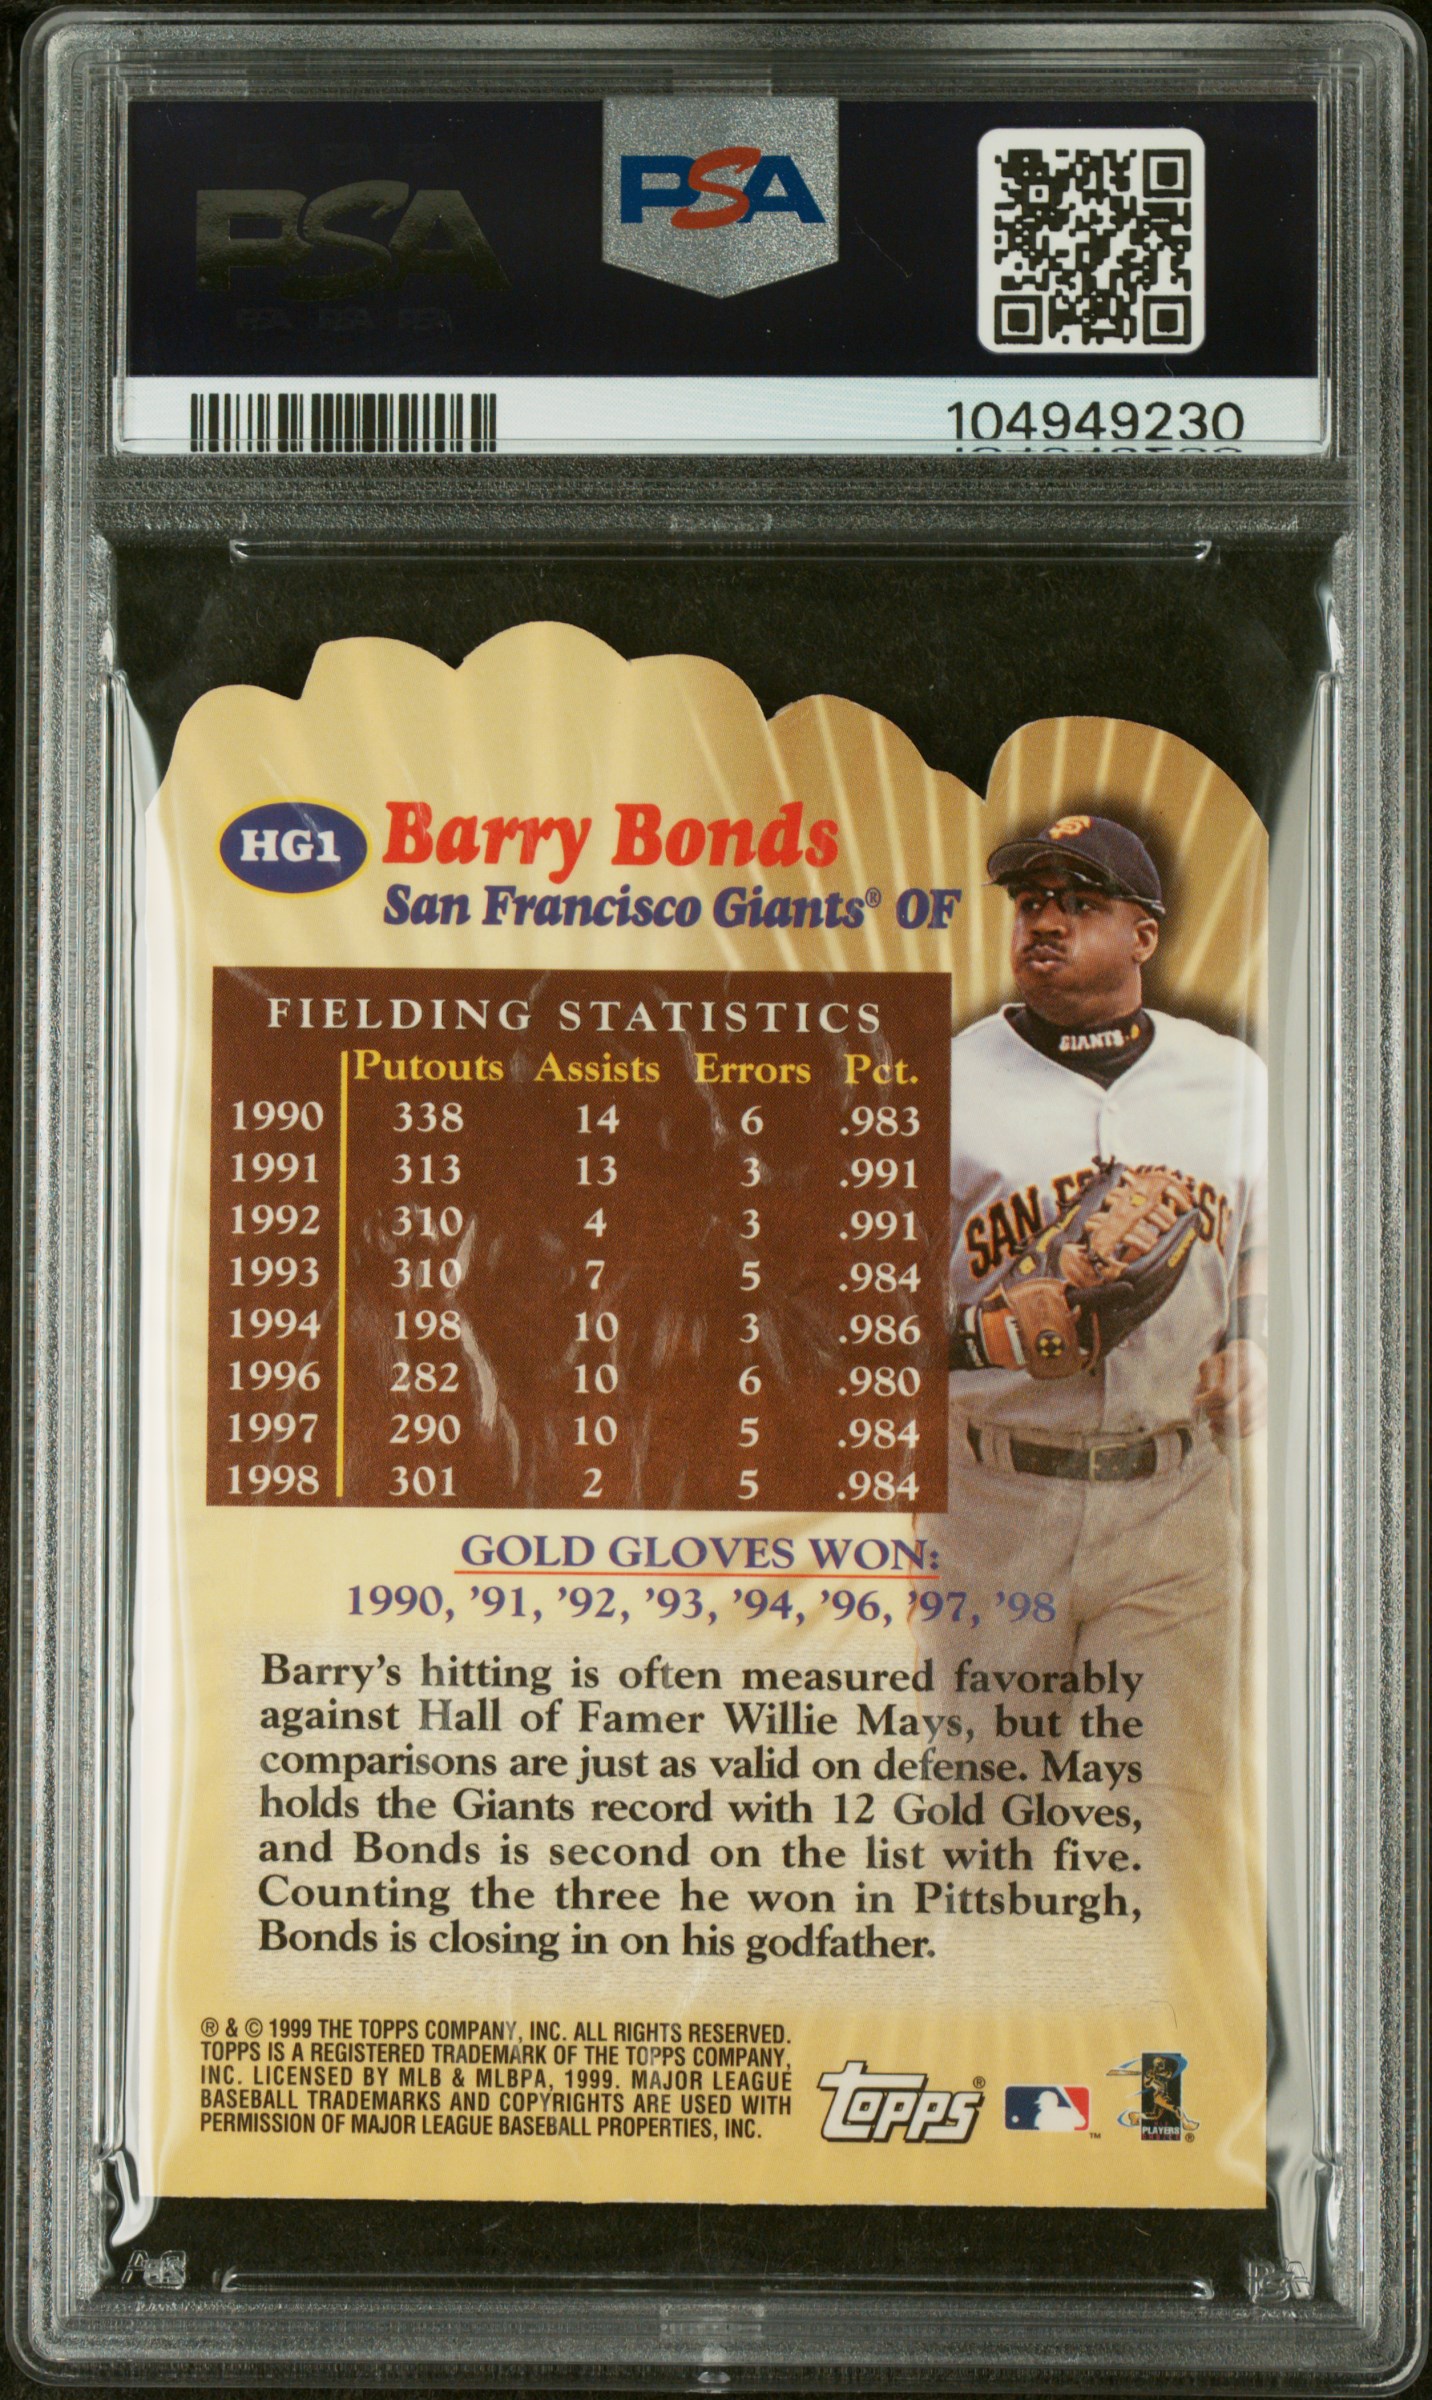 PSA
PSA
104949230
HG1
Barry Bonds
San Francisco Giants® OF
FIELDING STATISTICS
Putouts Assists Errors Pct.
1990 338 14 6 .983
1991 313 13 3 .991
1992 310 4 3 .991
1993 310 7 5 .984
1994 198 10 3 .986
1996 282 10 6 .980
1997 290 10 5 .984
1998 301 2 5 .984
GIANTS
SAN
GOLD GLOVES WON:
1990, ’91, ’92, ’93, ’94, ’96, ’97, ’98
Barry’s hitting is often measured favorably
against Hall of Famer Willie Mays, but the
comparisons are just as valid on defense. Mays
holds the Giants record with 12 Gold Gloves,
and Bonds is second on the list with five.
Counting the three he won in Pittsburgh,
Bonds is closing in on his godfather.
® & © 1999 THE TOPPS COMPANY, INC. ALL RIGHTS RESERVED.
TOPPS IS A REGISTERED TRADEMARK OF THE TOPPS COMPANY,
INC. LICENSED BY MLB & MLBPA, 1999. MAJOR LEAGUE
BASEBALL TRADEMARKS AND COPYRIGHTS ARE USED WITH
PERMISSION OF MAJOR LEAGUE BASEBALL PROPERTIES, INC.
Topps®
™
PLAYERS
®
PSA